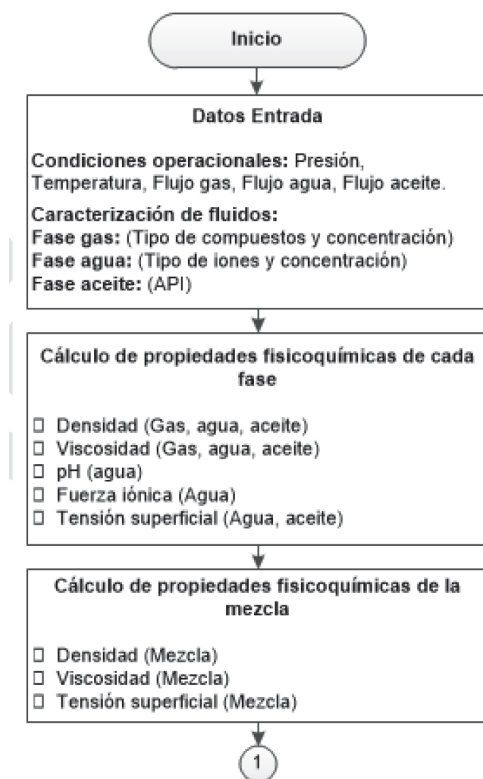 Inicio
Datos Entrada
Condiciones operacionales: Presión,
Temperatura, Flujo gas, Flujo agua, Flujo aceite.
Caracterización de fluidos:
Fase gas: (Tipo de compuestos y concentración)
Fase agua: (Tipo de iones y concentración)
Fase aceite: (API)
Cálculo de propiedades fisicoquímicas de cada
fase
Densidad (Gas, agua, aceite)
Viscosidad (Gas, agua, aceite)
pH (agua)
Fuerza iónica (Agua)
Tensión superficial (Agua, aceite)
Cálculo de propiedades fisicoquímicas de la
mezcla
Densidad (Mezcla)
Viscosidad (Mezcla)
Tensión superficial (Mezcla)
1